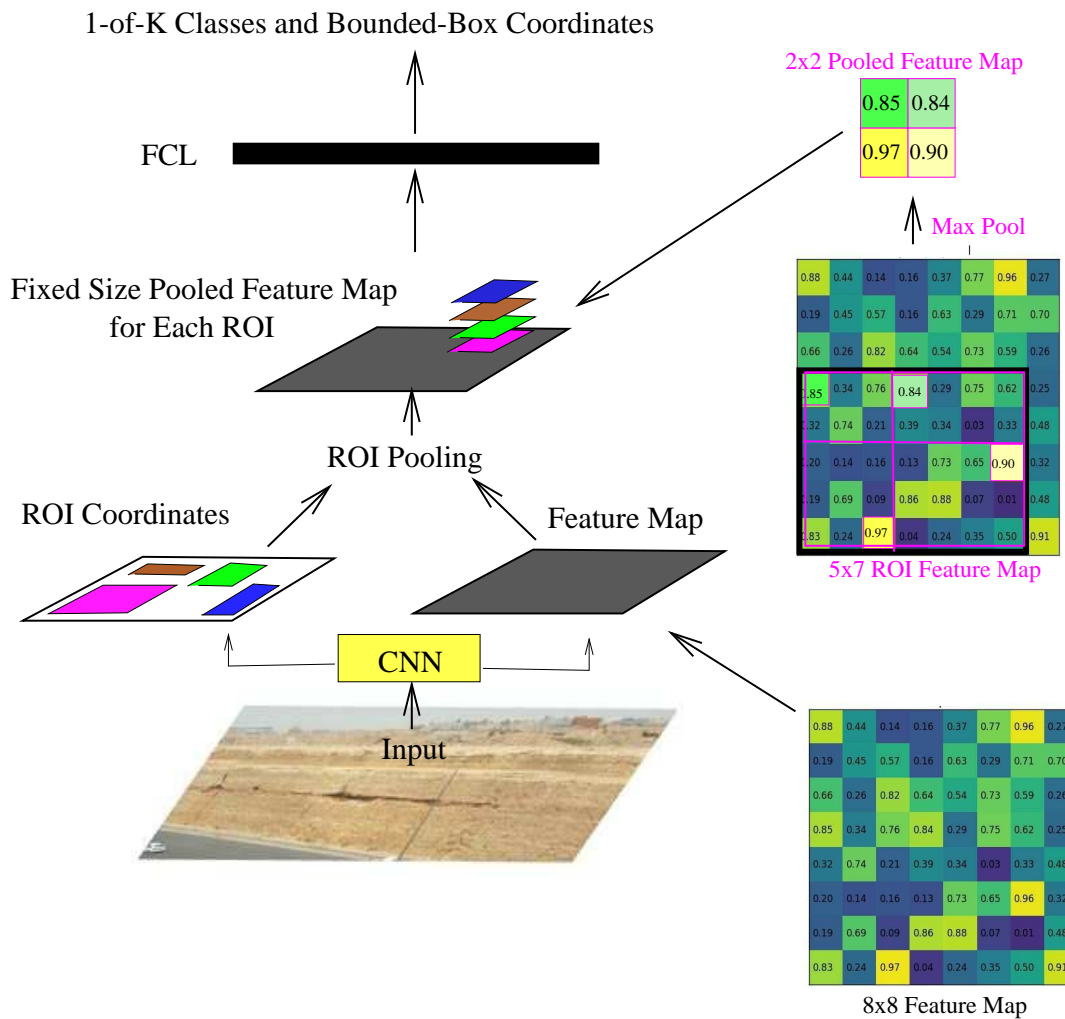 1-of-K Classes and Bounded-Box Coordinates
2x2 Pooled Feature Map
0.85 0.84
0.97 0.90
FCL
Max Pool
Fixed Size Pooled Feature Map
for Each ROI
0.88 0.44 0.14 0.16 0.37 0.77 0.96 0.27
0.19 0.45 0.57 0.16 0.63 0.29 0.71 0.70
0.66 0.26 0.82 0.64 0.54 0.73 0.59 0.26
0.85 0.34 0.76 0.84 0.29 0.75 0.62 0.25
0.32 0.74 0.21 0.39 0.34 0.03 0.33 0.48
0.20 0.14 0.16 0.13 0.73 0.65 0.90 0.32
0.19 0.69 0.09 0.86 0.88 0.07 0.01 0.48
0.83 0.24 0.97 0.04 0.24 0.35 0.50 0.91
5x7 ROI Feature Map
ROI Pooling
ROI Coordinates
Feature Map
CNN
Input
0.88 0.44 0.14 0.16 0.37 0.77 0.96 0.27
0.19 0.45 0.57 0.16 0.63 0.29 0.71 0.70
0.66 0.26 0.82 0.64 0.54 0.73 0.59 0.26
0.85 0.34 0.76 0.84 0.29 0.75 0.62 0.25
0.32 0.74 0.21 0.39 0.34 0.03 0.33 0.48
0.20 0.14 0.16 0.13 0.73 0.65 0.96 0.32
0.19 0.69 0.09 0.86 0.88 0.07 0.01 0.48
0.83 0.24 0.97 0.04 0.24 0.35 0.50 0.91
8x8 Feature Map